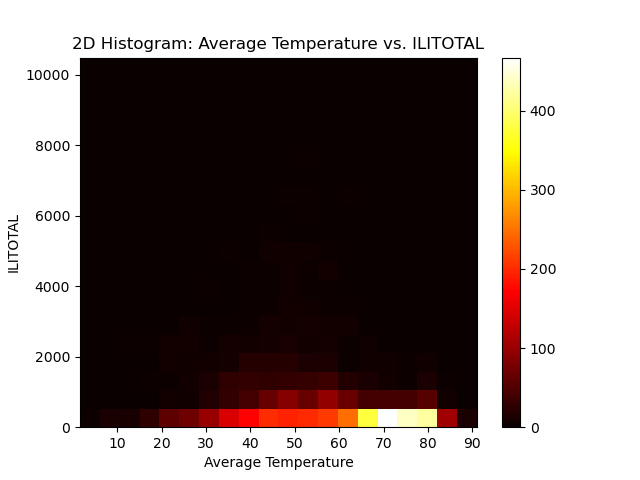 2D Histogram: Average Temperature vs. ILITOTAL
10000
8000
6000
4000
2000
0
ILITOTAL
10 20 30 40 50 60 70 80 90
Average Temperature
400
300
200
100
0